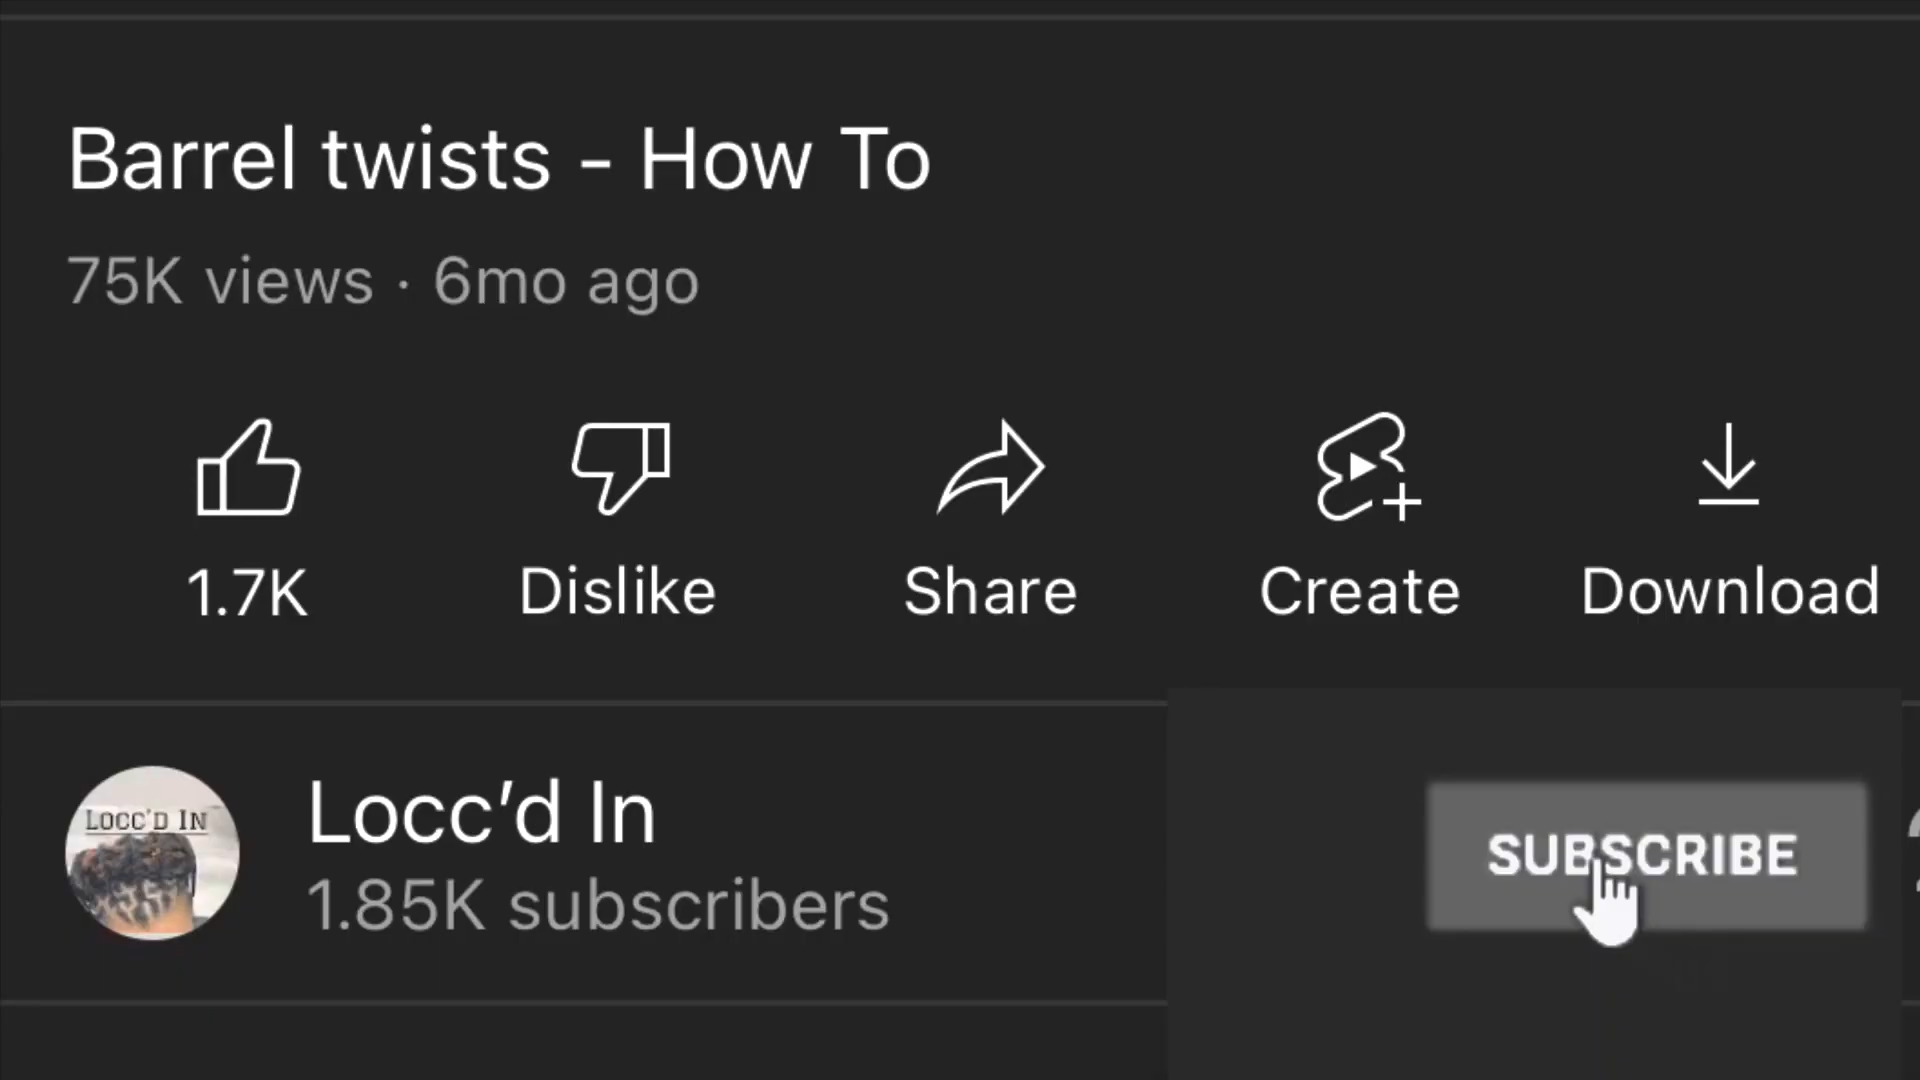 Barrel twists - How To
75K views · 6mo ago
1.7K
Dislike
Share
Create
Download
LOCC'D IN
Locc’d In
1.85K subscribers
SUBSCRIBE